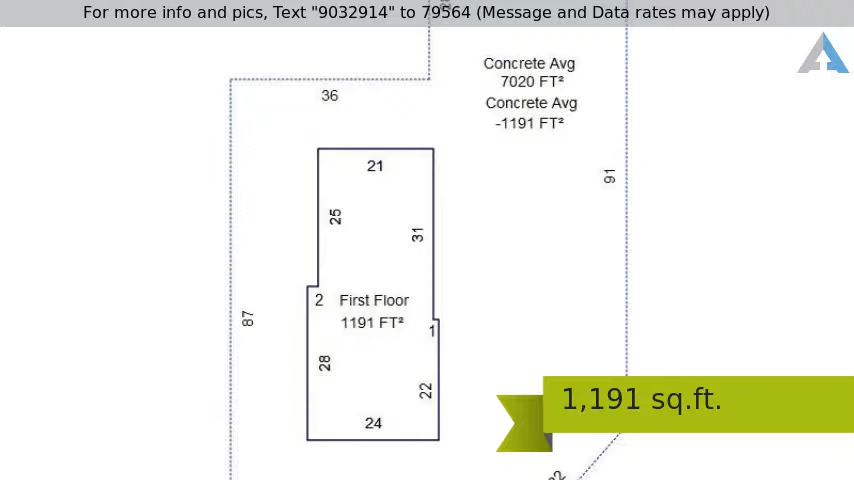 For more info and pics, Text "9032914" to 79564 (Message and Data rates may apply)
Concrete Avg
7020 FT²
36
Concrete Avg
-1191 FT²
21
91
25
31
2 First Floor
87
1191 FT²
1
28
22
1,191 sq.ft.
24